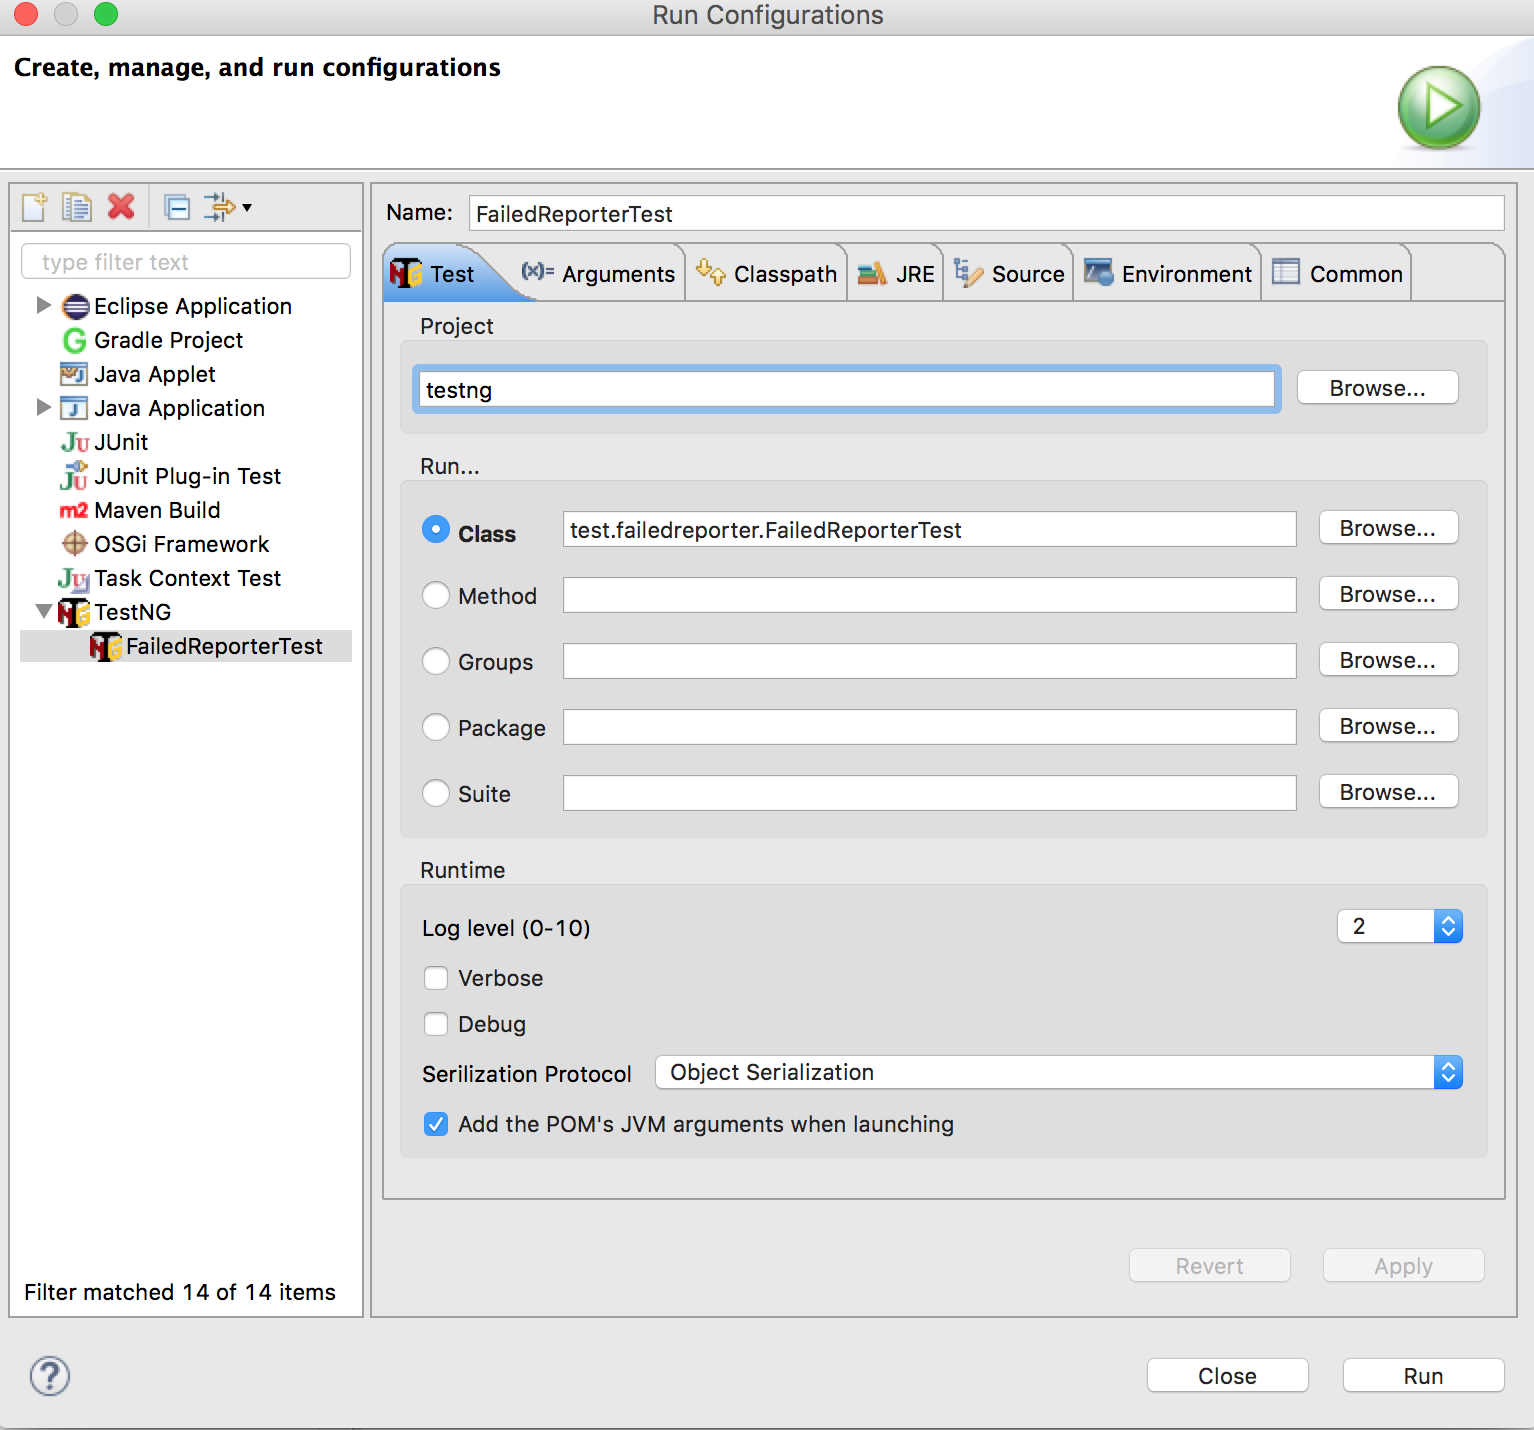 Run Configurations
Create, manage, and run configurations
type filter text
Eclipse Application
Gradle Project
Java Applet
Java Application
JUnit
JUnit Plug-in Test
Maven Build
OSGi Framework
Task Context Test
TestNG
FailedReporterTest
Filter matched 14 of 14 items
Name: FailedReporterTest
Test (x)= Arguments Classpath JRE Source Environment Common
Project
testng Browse...
Run...
Class test.failedreporter.FailedReporterTest Browse...
Method Browse...
Groups Browse...
Package Browse...
Suite Browse...
Runtime
Log level (0-10) 2
Verbose
Debug
Serilization Protocol Object Serialization
Add the POM's JVM arguments when launching
Revert Apply
? Close Run